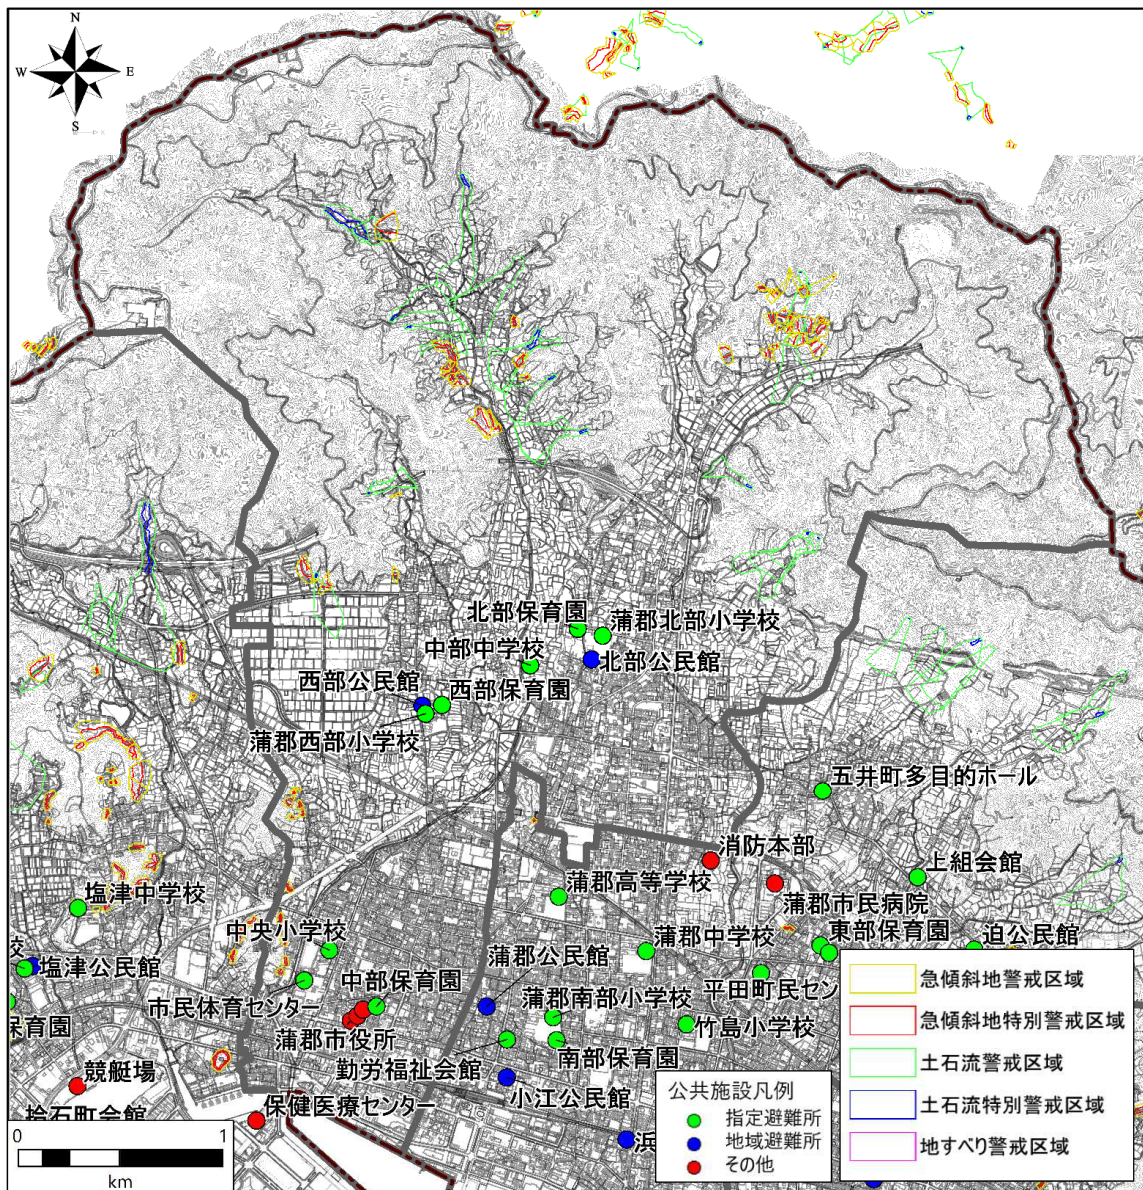 N
W E
S
北部保育園
蒲郡北部小学校
中部中学校
北部公民館
西部公民館
西部保育園
蒲郡西部小学校
五井町多目的ホール
消防本部
上組会館
塩津中学校
蒲郡高等学校
蒲郡市民病院
中央小学校
蒲郡中学校
東部保育園
迫公民館
校
塩津公民館
蒲郡公民館
市民体育センター
中部保育園
平田町民セン
蒲郡南部小学校
保育園
蒲郡市役所
竹島小学校
勤労福祉会館
南部保育園
競艇場
小江公民館
拾石町会館
保健医療センター
浜
0 1
km
公共施設凡例
指定避難所
地域避難所
その他
急傾斜地警戒区域
急傾斜地特別警戒区域
土石流警戒区域
土石流特別警戒区域
地すべり警戒区域